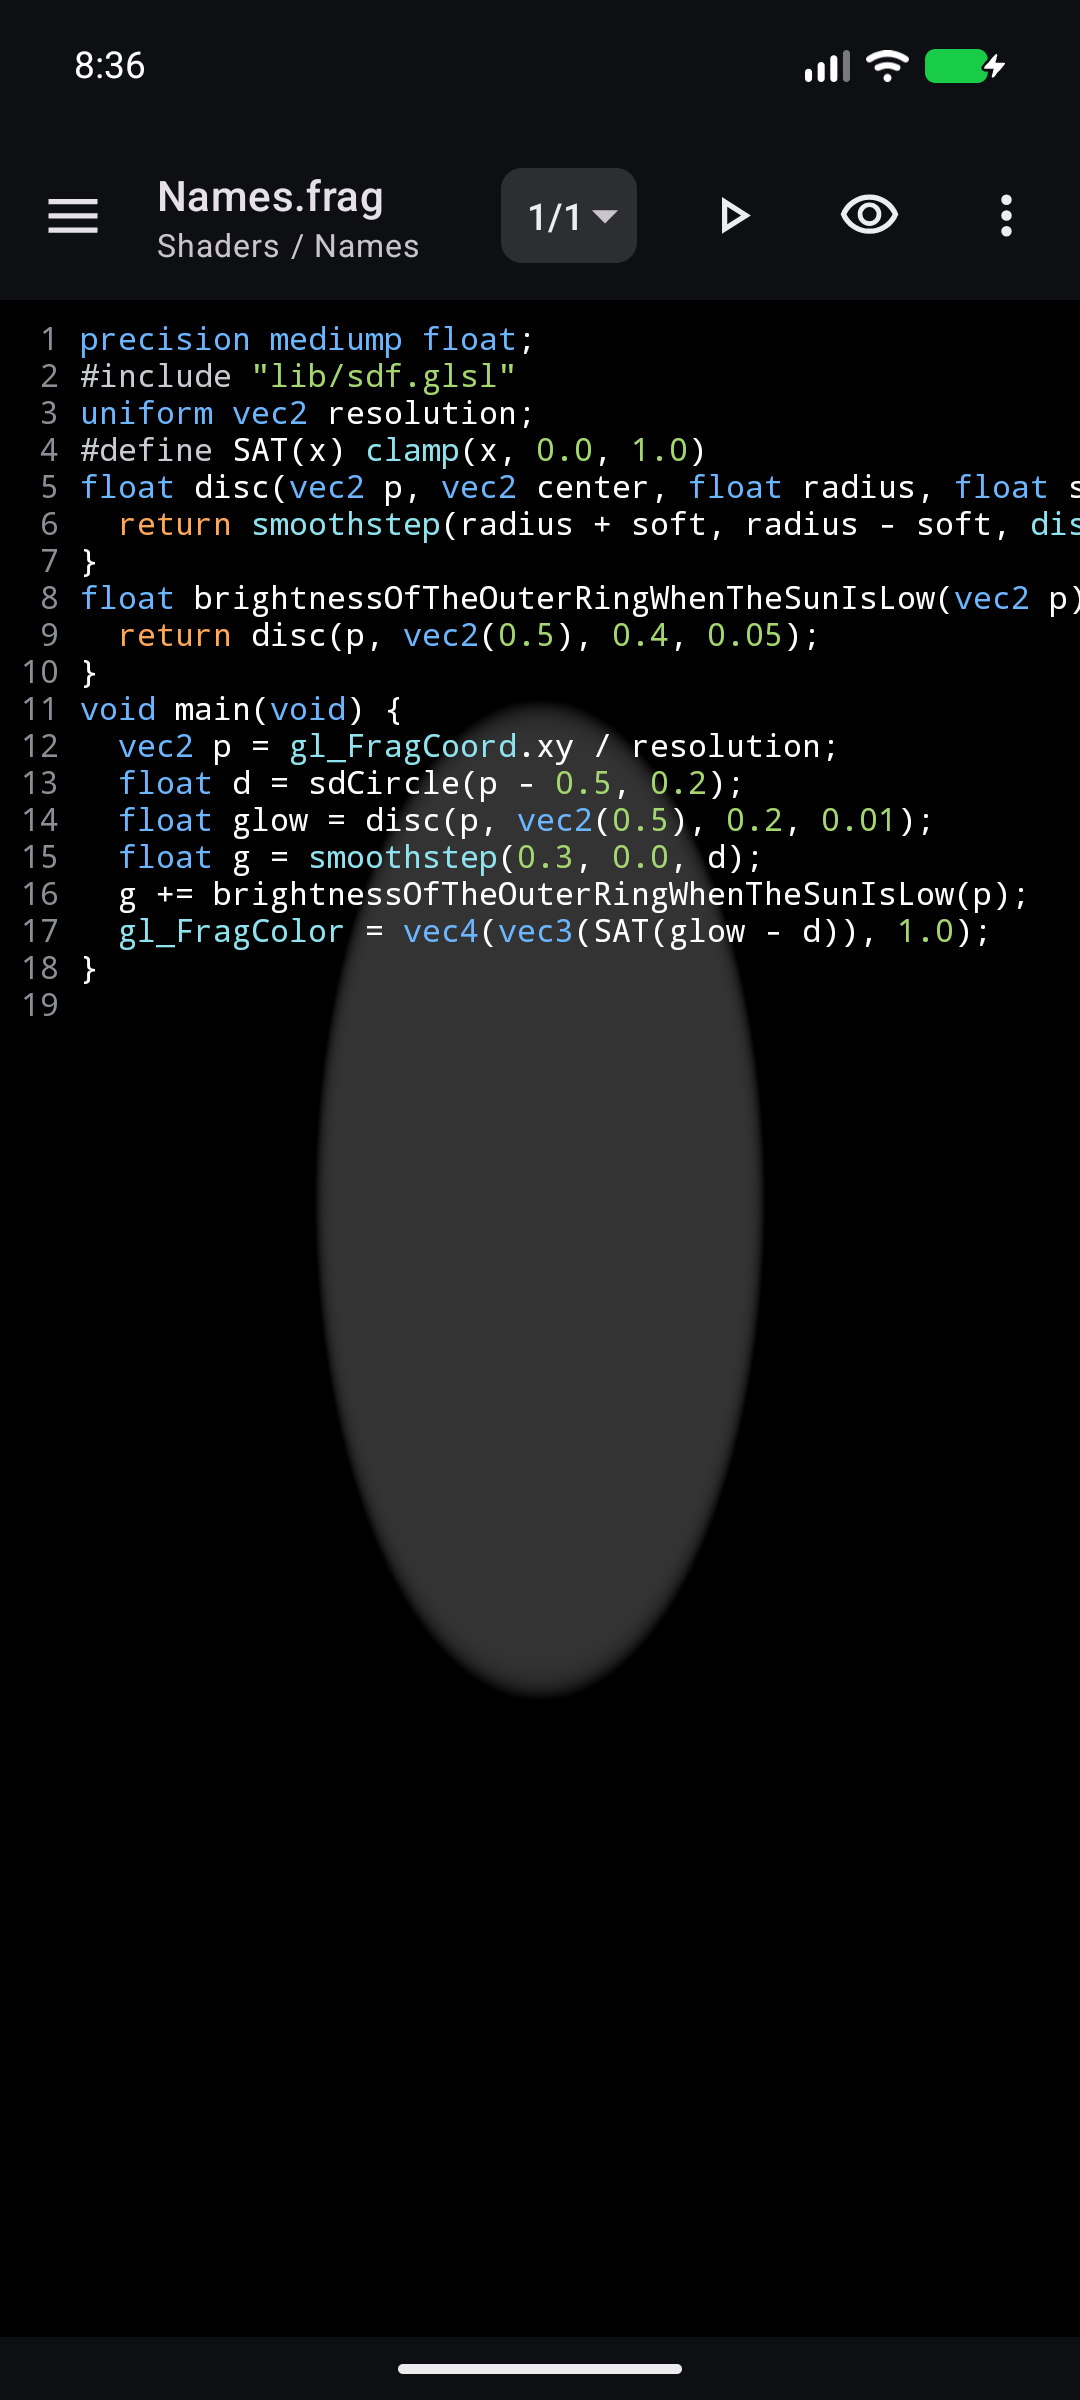 8:36
Names.frag
Shaders / Names
1/1
1 precision mediump float;
2 #include "lib/sdf.glsl"
3 uniform vec2 resolution;
4 #define SAT(x) clamp(x, 0.0, 1.0)
5 float disc(vec2 p, vec2 center, float radius, float s
6   return smoothstep(radius + soft, radius - soft, dis
7 }
8 float brightnessOfTheOuterRingWhenTheSunIsLow(vec2 p)
9   return disc(p, vec2(0.5), 0.4, 0.05);
10 }
11 void main(void) {
12   vec2 p = gl_FragCoord.xy / resolution;
13   float d = sdCircle(p - 0.5, 0.2);
14   float glow = disc(p, vec2(0.5), 0.2, 0.01);
15   float g = smoothstep(0.3, 0.0, d);
16   g += brightnessOfTheOuterRingWhenTheSunIsLow(p);
17   gl_FragColor = vec4(vec3(SAT(glow - d)), 1.0);
18 }
19